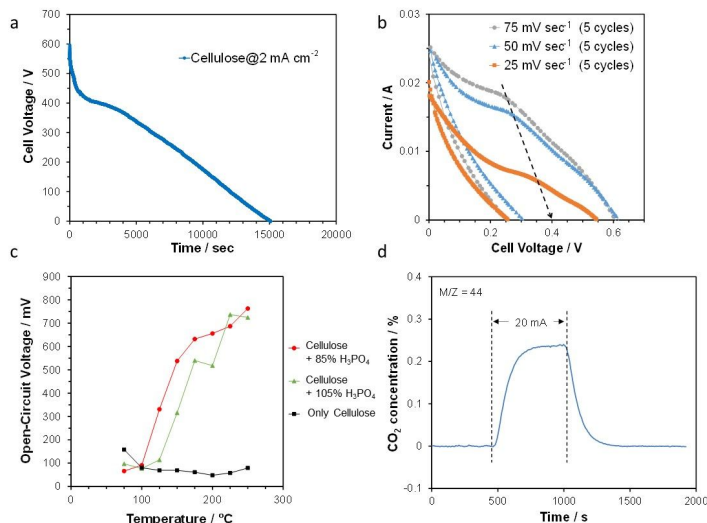 a
Cell Voltage / V
600
500
400
300
200
100
0
Cellulose@2 mA cm⁻²
0
5000
10000
15000
20000
Time / sec
b
Current / A
0.03
0.02
0.01
0
75 mV sec⁻¹ (5 cycles)
50 mV sec⁻¹ (5 cycles)
25 mV sec⁻¹ (5 cycles)
0
0.2
0.4
0.6
Cell Voltage / V
c
Open-Circuit Voltage / mV
900
800
700
600
500
400
300
200
100
0
0
100
200
300
Temperature / °C
Cellulose
+ 85% H₃PO₄
Cellulose
+ 105% H₃PO₄
Only Cellulose
d
CO₂ concentration / %
0.4
0.3
0.2
0.1
0
-0.1
M/Z = 44
20 mA
0
500
1000
1500
2000
Time / s